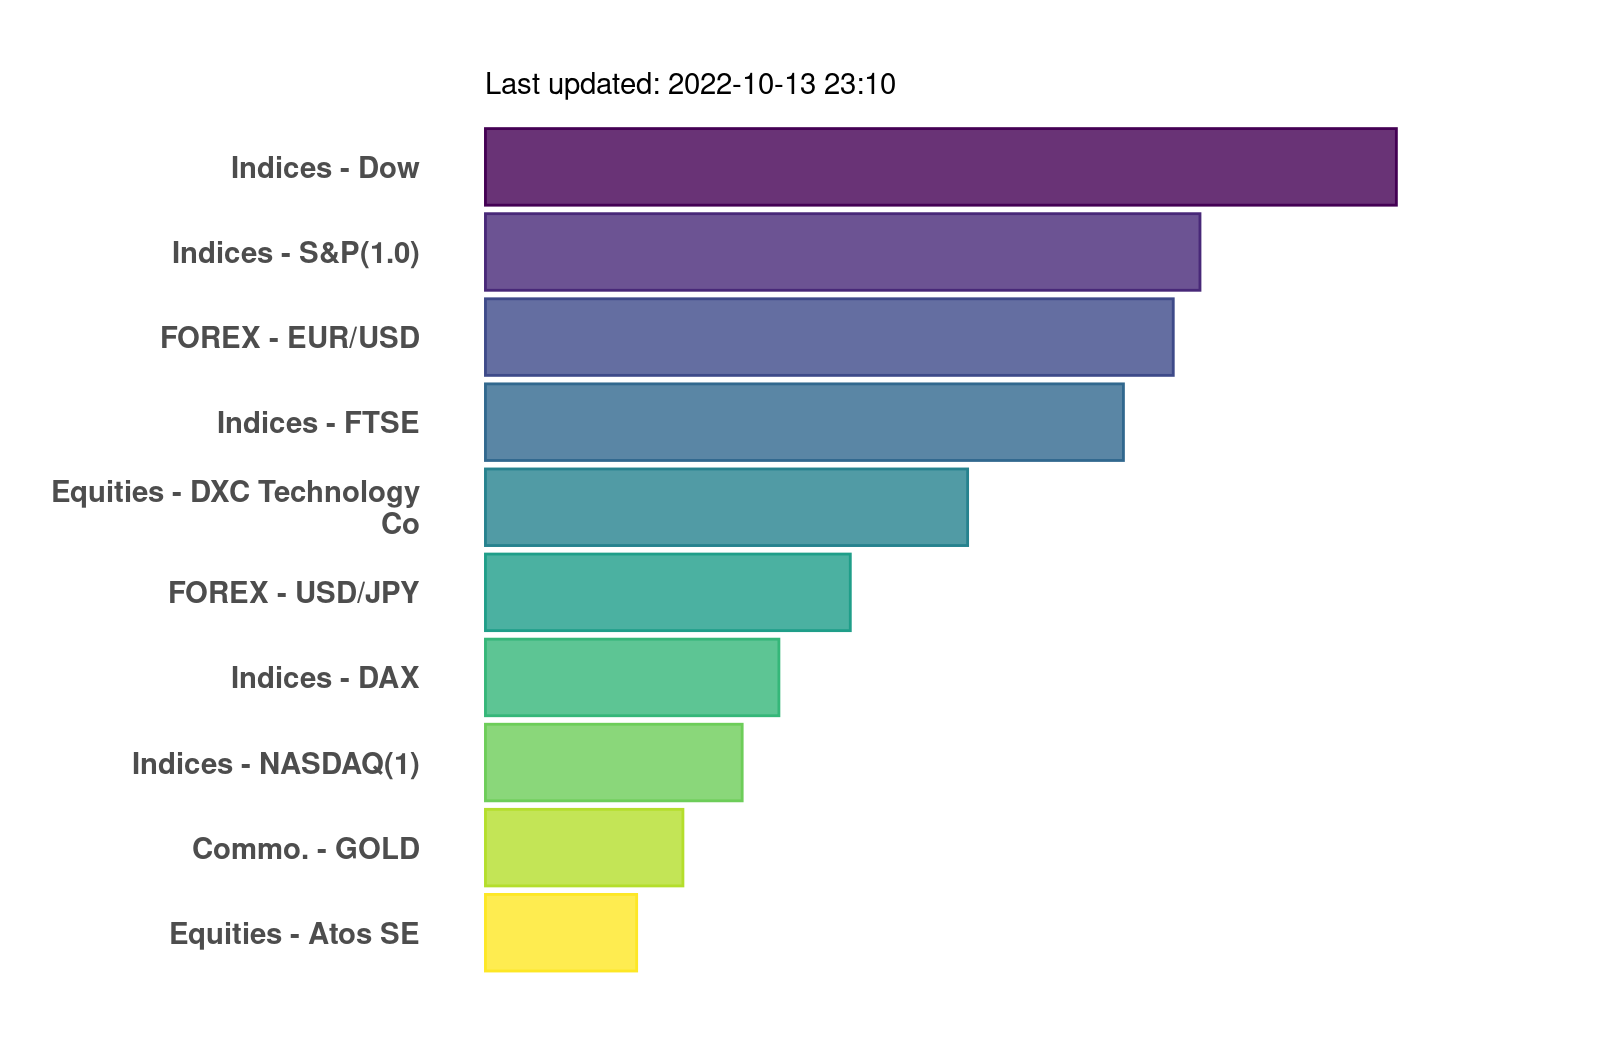 Last updated: 2022-10-13 23:10
Indices - Dow
Indices - S&P(1.0)
FOREX - EUR/USD
Indices - FTSE
Equities - DXC Technology
Co
FOREX - USD/JPY
Indices - DAX
Indices - NASDAQ(1)
Commo. - GOLD
Equities - Atos SE